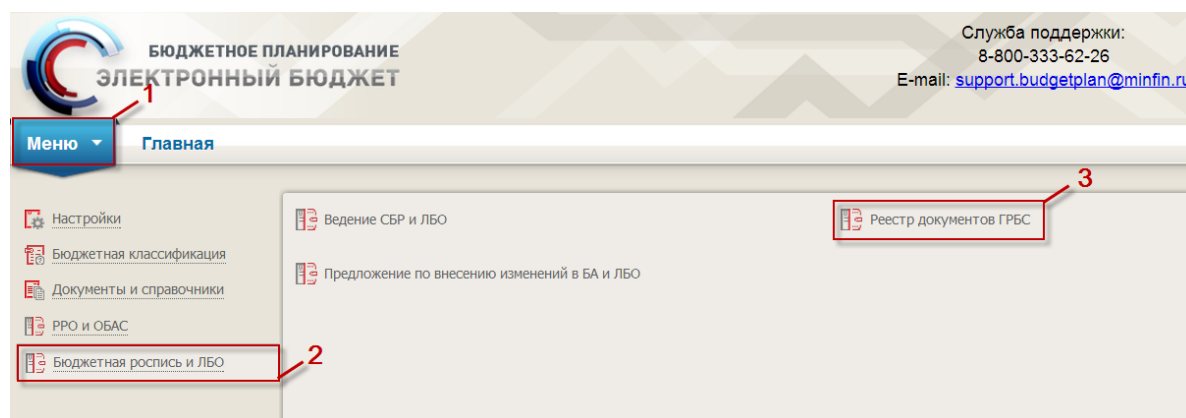 БЮДЖЕТНОЕ ПЛАНИРОВАНИЕ
ЭЛЕКТРОННЫЙ БЮДЖЕТ
Служба поддержки:
8-800-333-62-26
E-mail: support.budgetplan@minfin.ru
1
Меню Главная
3
Настройки
Ведение СБР и ЛБО
Реестр документов ГРБС
Бюджетная классификация
Предложение по внесению изменений в БА и ЛБО
Документы и справочники
РРО и ОБАС
Бюджетная роспись и ЛБО
2